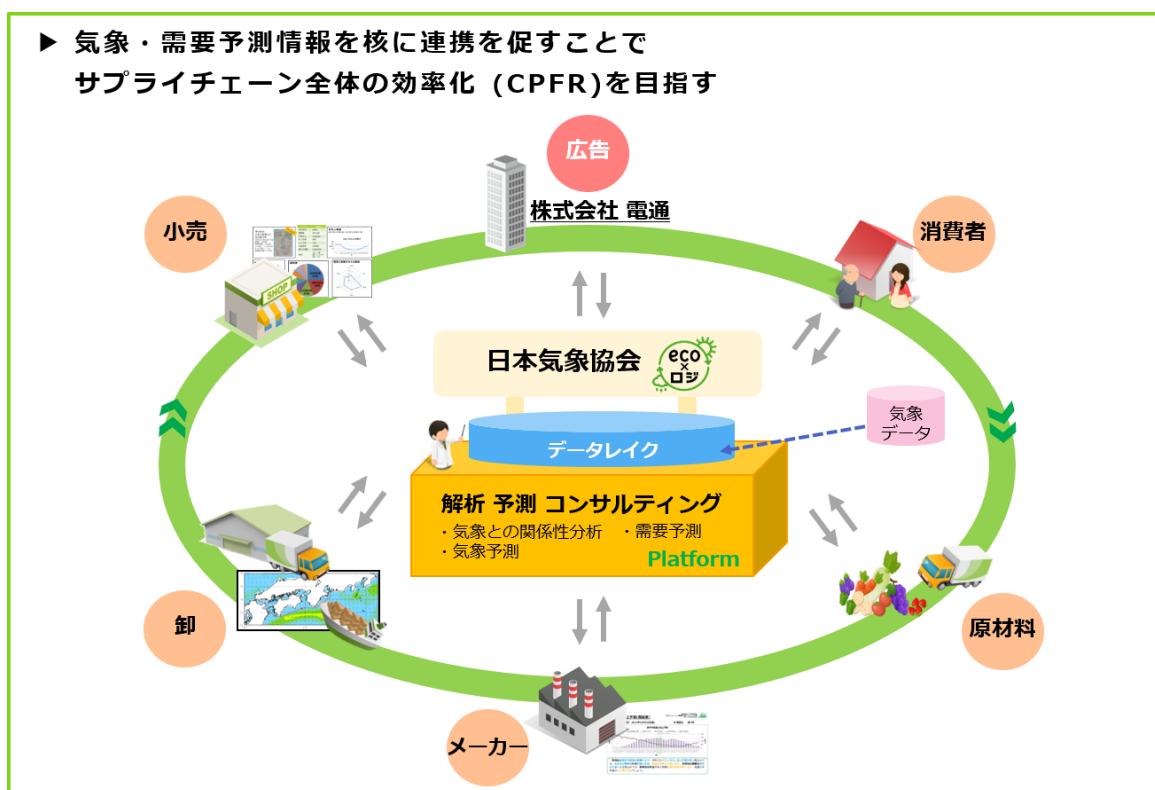 ▶ 気象・需要予測情報を核に連携を促すことで
サプライチェーン全体の効率化 (CPFR)を目指す
広告
株式会社 電通
小売
消費者
SHOP
日本気象協会
eco
×
ロジ
気象
データ
データレイク
解析 予測 コンサルティング
・気象との関係性分析 ・需要予測
・気象予測
Platform
卸
原材料
メーカー